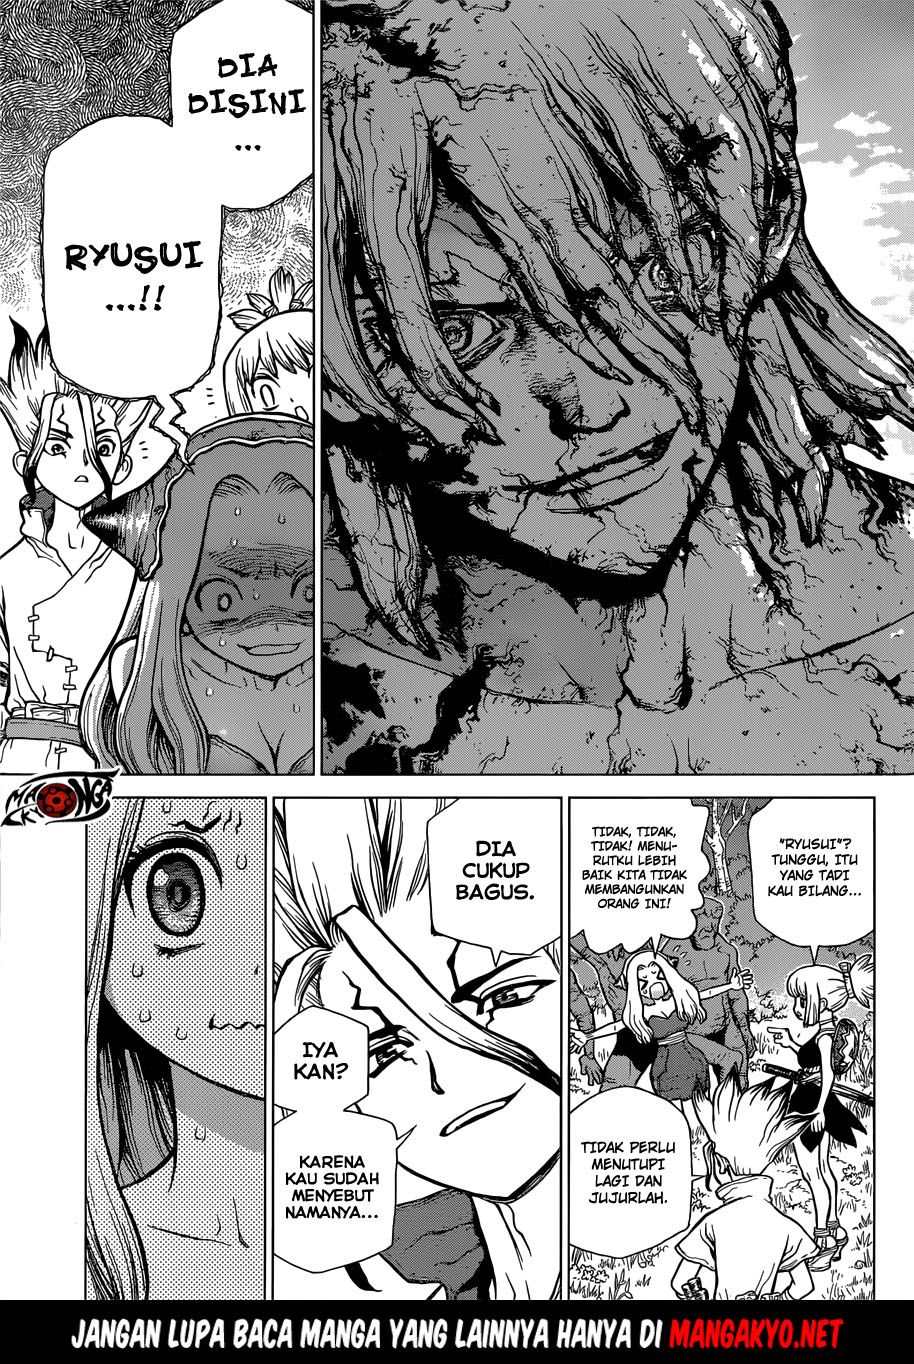 DIA
DISINI
...
RYUSUI
...!!
"RYUSUI"?
TUNGGU, ITU
YANG TADI
KAU BILANG...
TIDAK, TIDAK,
TIDAK! MENU-
RUTKU LEBIH
BAIK KITA TIDAK
MEMBANGUNKAN
ORANG INI!
TIDAK PERLU
MENUTUPI
LAGI DAN
JUJURLAH.
DIA
CUKUP
BAGUS.
IYA
KAN?
KARENA
KAU SUDAH
MENYEBUT
NAMANYA...
MANGA
KYO
JANGAN LUPA BACA MANGA YANG LAINNYA HANYA DI MANGAKYO.NET